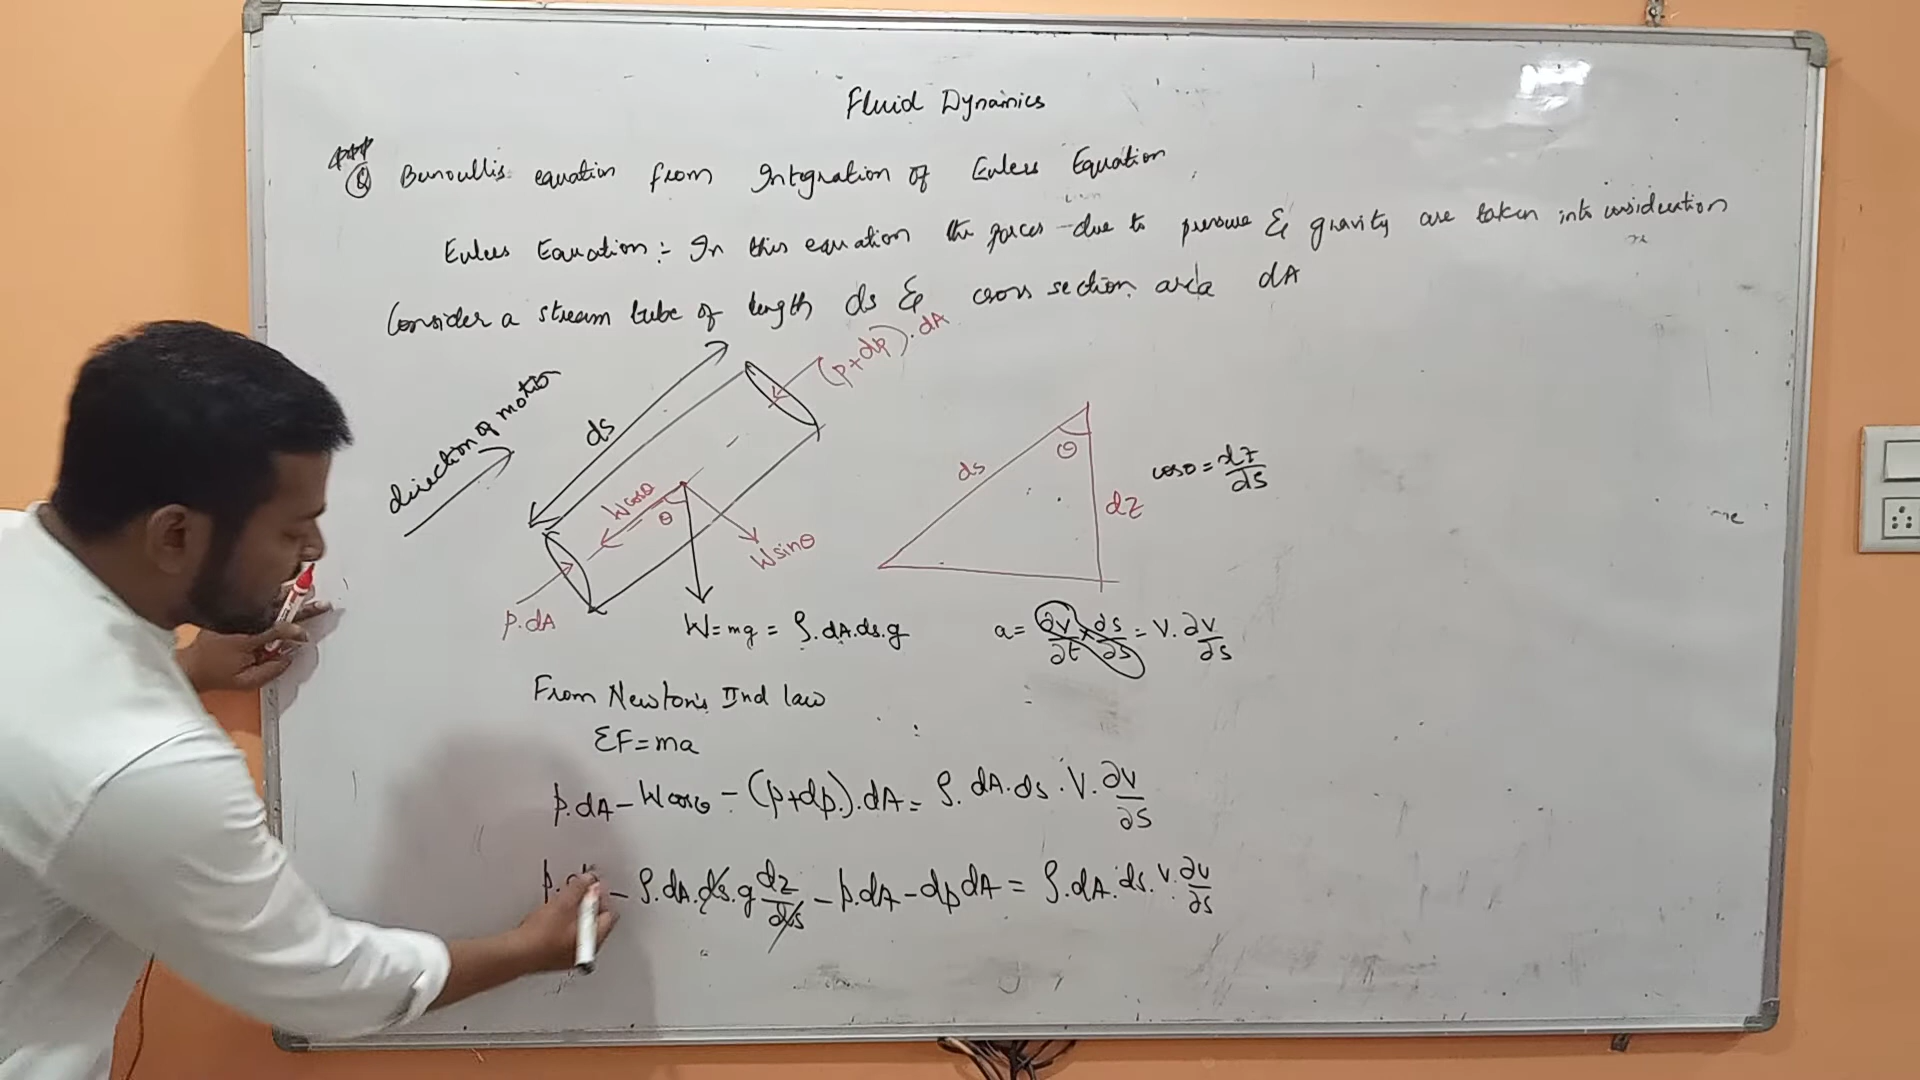 Fluid Dynamics
Q Bernoullis equation from Integration of Eulers Equation
Eulers Equation:- In this equation the forces due to pressure & gravity are taken into consideration
Consider a stream tube of length ds & cross section area dA
direction of motion
ds
(p+dp).dA
Wcosθ
θ
Wsinθ
p.dA
W=mg = ρ.dA.ds.g
ds
θ
dz
cosθ = dz/ds
a = ∂v/∂t × ∂s/∂s = V.∂v/∂s
From Newton's IInd law
ΣF=ma
p.dA - Wcosθ - (p+dp).dA = ρ.dA.ds.V.∂v/∂s
- ρ.dA.ds.g dz/ds - p.dA - dp dA = ρ.dA.ds.V.∂v/∂s